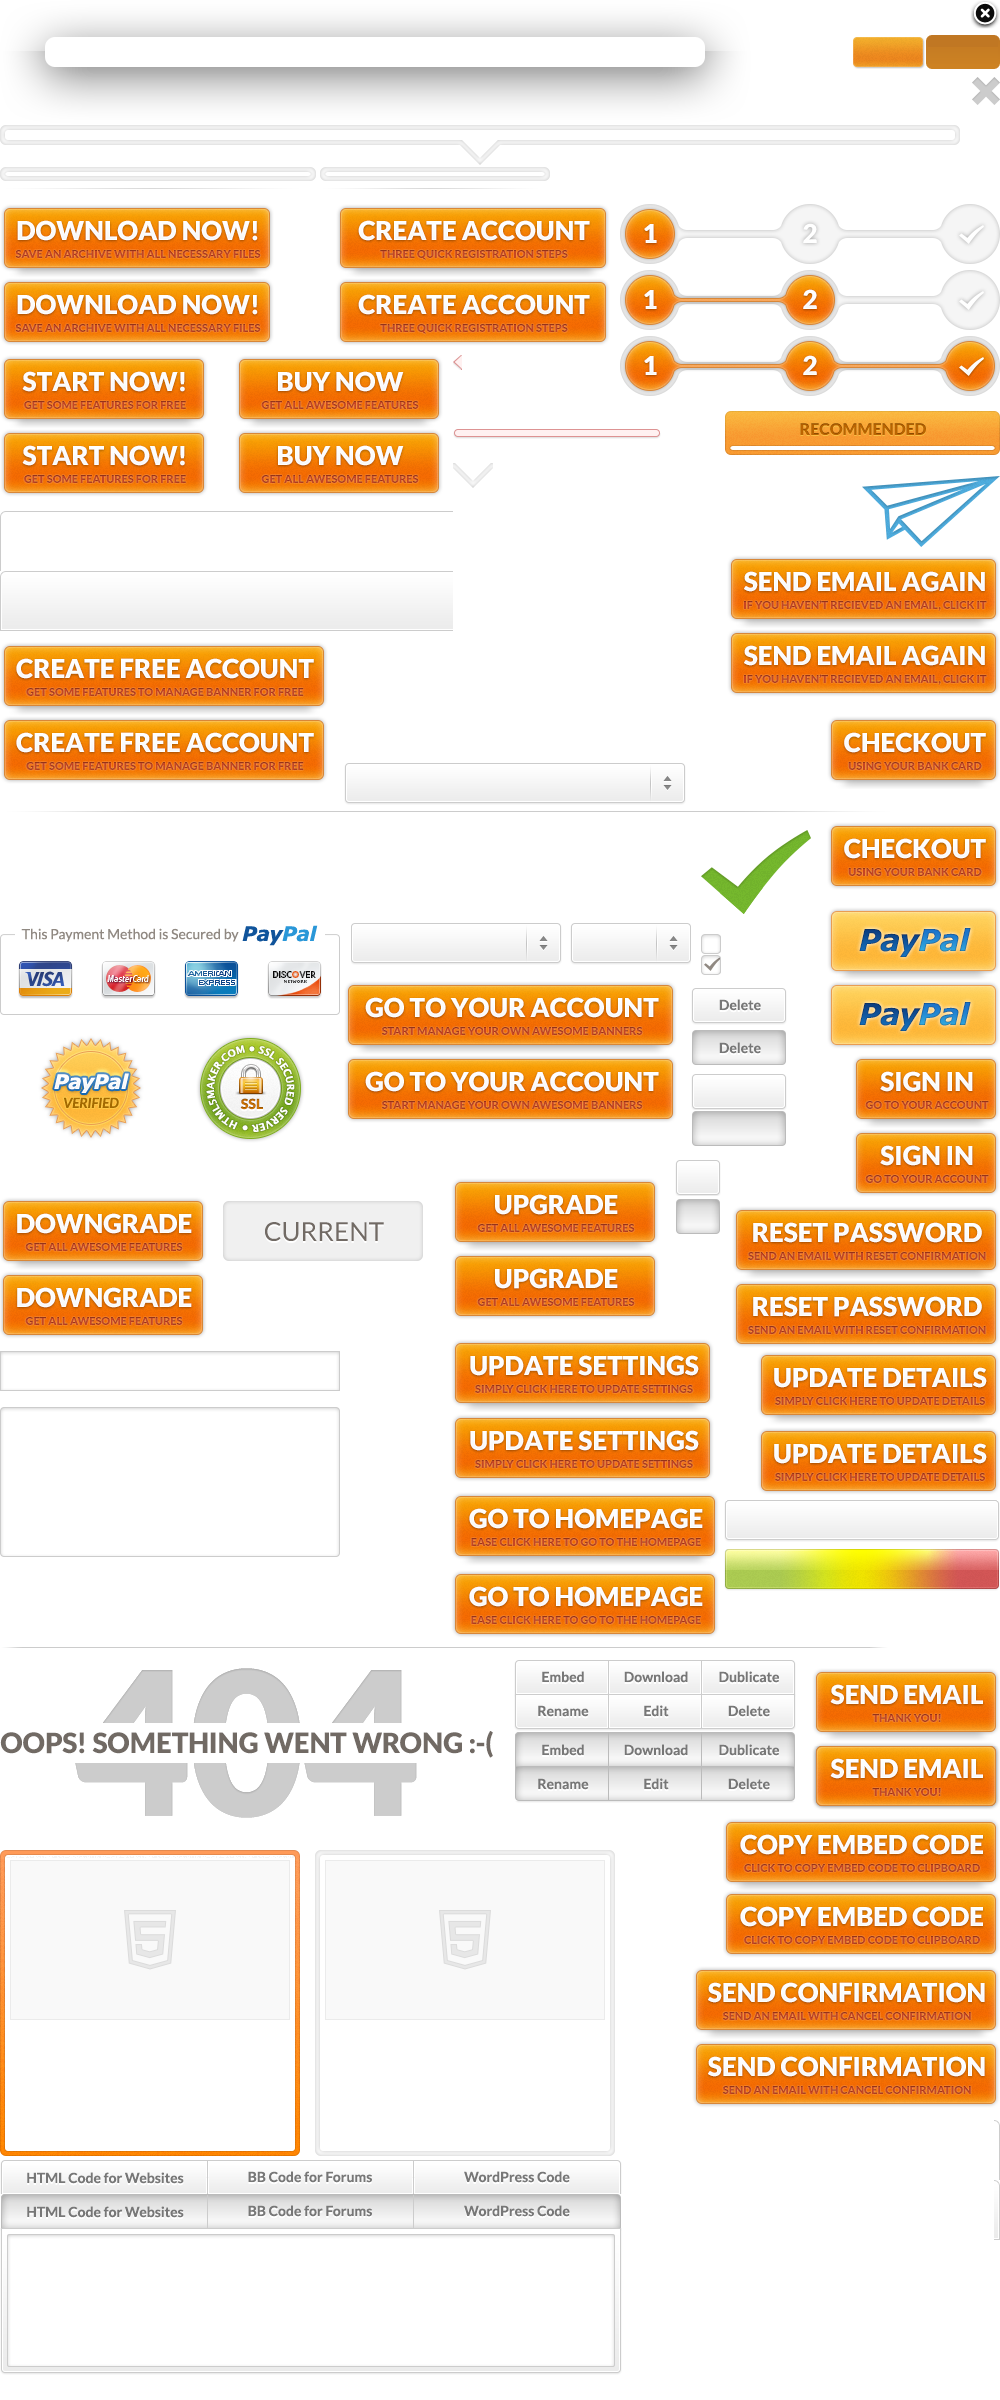 DOWNLOAD NOW!
SAVE AN ARCHIVE WITH ALL NECESSARY FILES
CREATE ACCOUNT
THREE QUICK REGISTRATION STEPS
1 2
DOWNLOAD NOW!
SAVE AN ARCHIVE WITH ALL NECESSARY FILES
CREATE ACCOUNT
THREE QUICK REGISTRATION STEPS
1 2
1 2
START NOW!
GET SOME FEATURES FOR FREE
BUY NOW
GET ALL AWESOME FEATURES
RECOMMENDED
START NOW!
GET SOME FEATURES FOR FREE
BUY NOW
GET ALL AWESOME FEATURES
SEND EMAIL AGAIN
IF YOU HAVEN'T RECIEVED AN EMAIL, CLICK IT
SEND EMAIL AGAIN
IF YOU HAVEN'T RECIEVED AN EMAIL, CLICK IT
CREATE FREE ACCOUNT
GET SOME FEATURES TO MANAGE BANNER FOR FREE
CREATE FREE ACCOUNT
GET SOME FEATURES TO MANAGE BANNER FOR FREE
CHECKOUT
USING YOUR BANK CARD
CHECKOUT
USING YOUR BANK CARD
This Payment Method is Secured by PayPal
VISA
MasterCard
AMERICAN EXPRESS
DISCOVER
NETWORK
PayPal
PayPal
GO TO YOUR ACCOUNT
START MANAGE YOUR OWN AWESOME BANNERS
GO TO YOUR ACCOUNT
START MANAGE YOUR OWN AWESOME BANNERS
Delete
Delete
PayPal
VERIFIED
HTML5MAKER.COM • SSL SECURED SERVER •
SSL
SIGN IN
GO TO YOUR ACCOUNT
SIGN IN
GO TO YOUR ACCOUNT
DOWNGRADE
GET ALL AWESOME FEATURES
CURRENT
DOWNGRADE
GET ALL AWESOME FEATURES
UPGRADE
GET ALL AWESOME FEATURES
UPGRADE
GET ALL AWESOME FEATURES
RESET PASSWORD
SEND AN EMAIL WITH RESET CONFIRMATION
RESET PASSWORD
SEND AN EMAIL WITH RESET CONFIRMATION
UPDATE SETTINGS
SIMPLY CLICK HERE TO UPDATE SETTINGS
UPDATE SETTINGS
SIMPLY CLICK HERE TO UPDATE SETTINGS
UPDATE DETAILS
SIMPLY CLICK HERE TO UPDATE DETAILS
UPDATE DETAILS
SIMPLY CLICK HERE TO UPDATE DETAILS
GO TO HOMEPAGE
EASE CLICK HERE TO GO TO THE HOMEPAGE
GO TO HOMEPAGE
EASE CLICK HERE TO GO TO THE HOMEPAGE
404
OOPS! SOMETHING WENT WRONG :-(
Embed Download Dublicate
Rename Edit Delete
Embed Download Dublicate
Rename Edit Delete
SEND EMAIL
THANK YOU!
SEND EMAIL
THANK YOU!
COPY EMBED CODE
CLICK TO COPY EMBED CODE TO CLIPBOARD
COPY EMBED CODE
CLICK TO COPY EMBED CODE TO CLIPBOARD
5
5
SEND CONFIRMATION
SEND AN EMAIL WITH CANCEL CONFIRMATION
SEND CONFIRMATION
SEND AN EMAIL WITH CANCEL CONFIRMATION
HTML Code for Websites BB Code for Forums WordPress Code
HTML Code for Websites BB Code for Forums WordPress Code